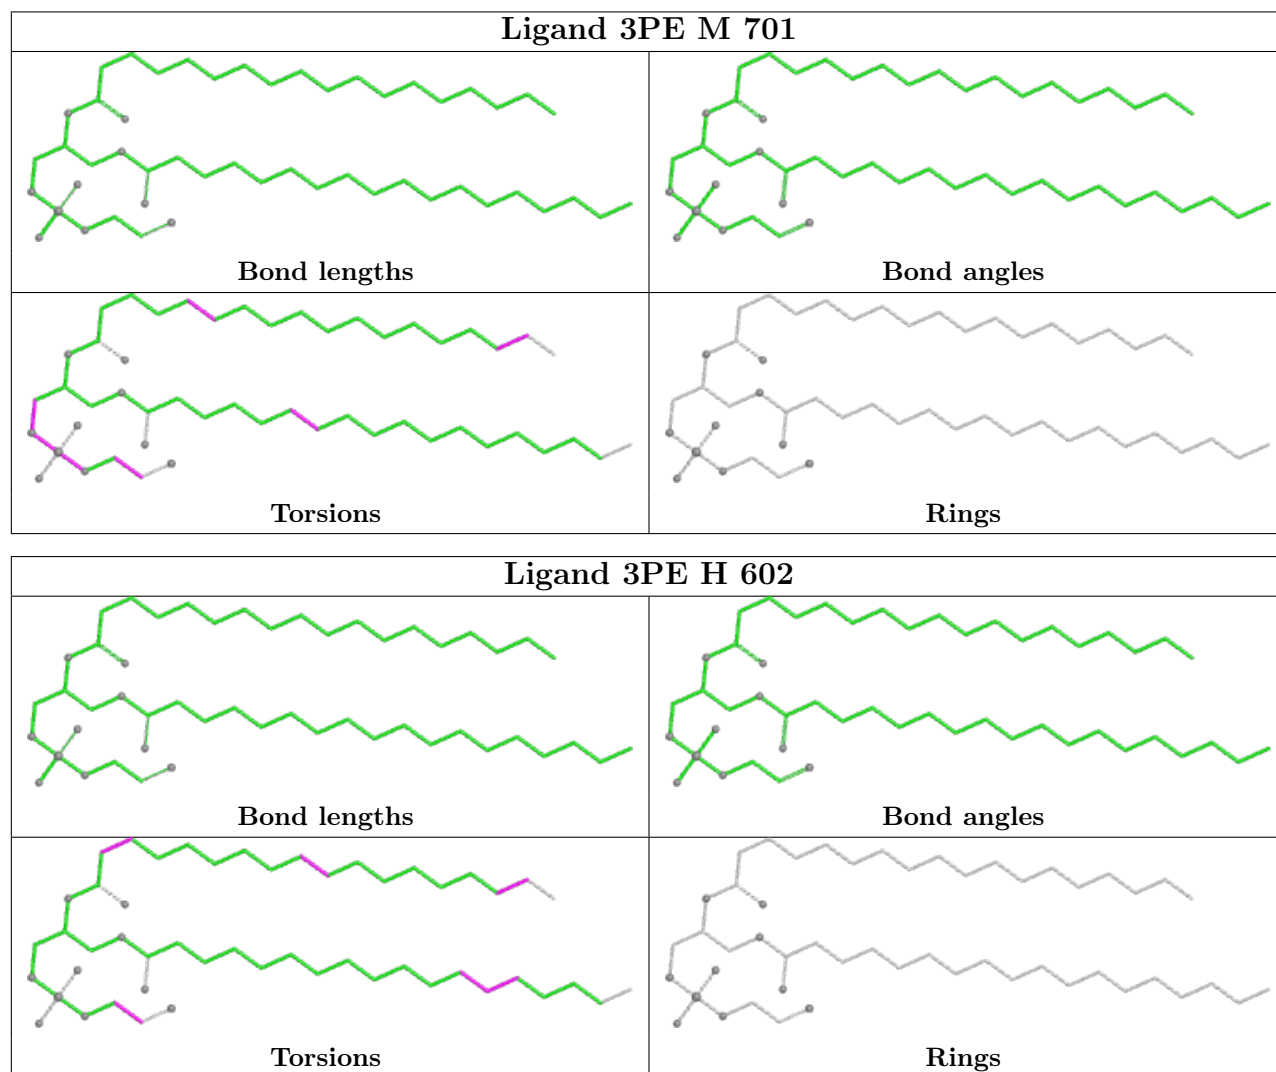 Ligand 3PE M 701
Bond lengths
Bond angles
Torsions
Rings
Ligand 3PE H 602
Bond lengths
Bond angles
Torsions
Rings